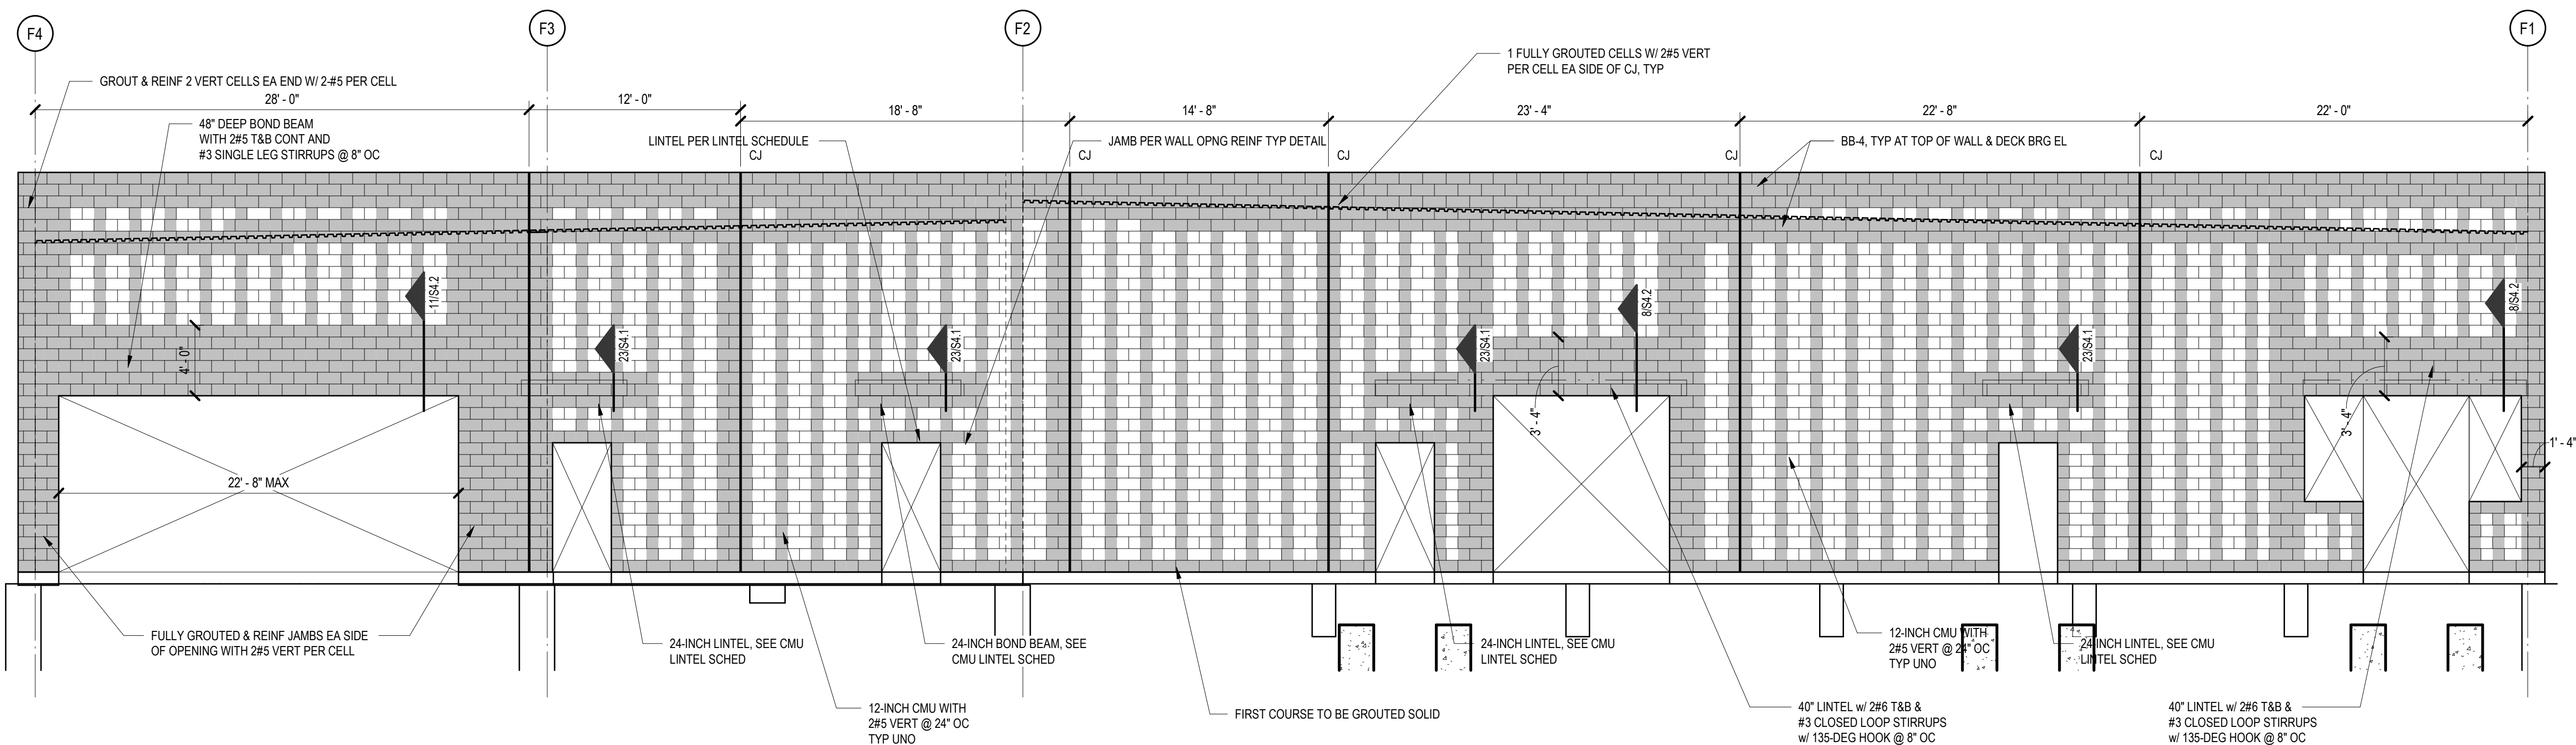 F4
F3
F2
F1
GROUT & REINF 2 VERT CELLS EA END W/ 2-#5 PER CELL
1 FULLY GROUTED CELLS W/ 2#5 VERT
PER CELL EA SIDE OF CJ, TYP
28' - 0"
12' - 0"
18' - 8"
14' - 8"
23' - 4"
22' - 8"
22' - 0"
48" DEEP BOND BEAM
WITH 2#5 T&B CONT AND
#3 SINGLE LEG STIRRUPS @ 8" OC
LINTEL PER LINTEL SCHEDULE
JAMB PER WALL OPNG REINF TYP DETAIL
BB-4, TYP AT TOP OF WALL & DECK BRG EL
CJ
CJ
CJ
CJ
CJ
11/S4.2
8/S4.2
8/S4.2
23/S4.1
23/S4.1
23/S4.1
23/S4.1
4' - 0"
3' - 4"
3' - 4"
1' - 4"
22' - 8" MAX
FULLY GROUTED & REINF JAMBS EA SIDE
OF OPENING WITH 2#5 VERT PER CELL
24-INCH LINTEL, SEE CMU
LINTEL SCHED
24-INCH BOND BEAM, SEE
CMU LINTEL SCHED
24-INCH LINTEL, SEE CMU
LINTEL SCHED
12-INCH CMU WITH
2#5 VERT @ 24" OC
TYP UNO
24-INCH LINTEL, SEE CMU
LINTEL SCHED
12-INCH CMU WITH
2#5 VERT @ 24" OC
TYP UNO
FIRST COURSE TO BE GROUTED SOLID
40" LINTEL w/ 2#6 T&B &
#3 CLOSED LOOP STIRRUPS
w/ 135-DEG HOOK @ 8" OC
40" LINTEL w/ 2#6 T&B &
#3 CLOSED LOOP STIRRUPS
w/ 135-DEG HOOK @ 8" OC